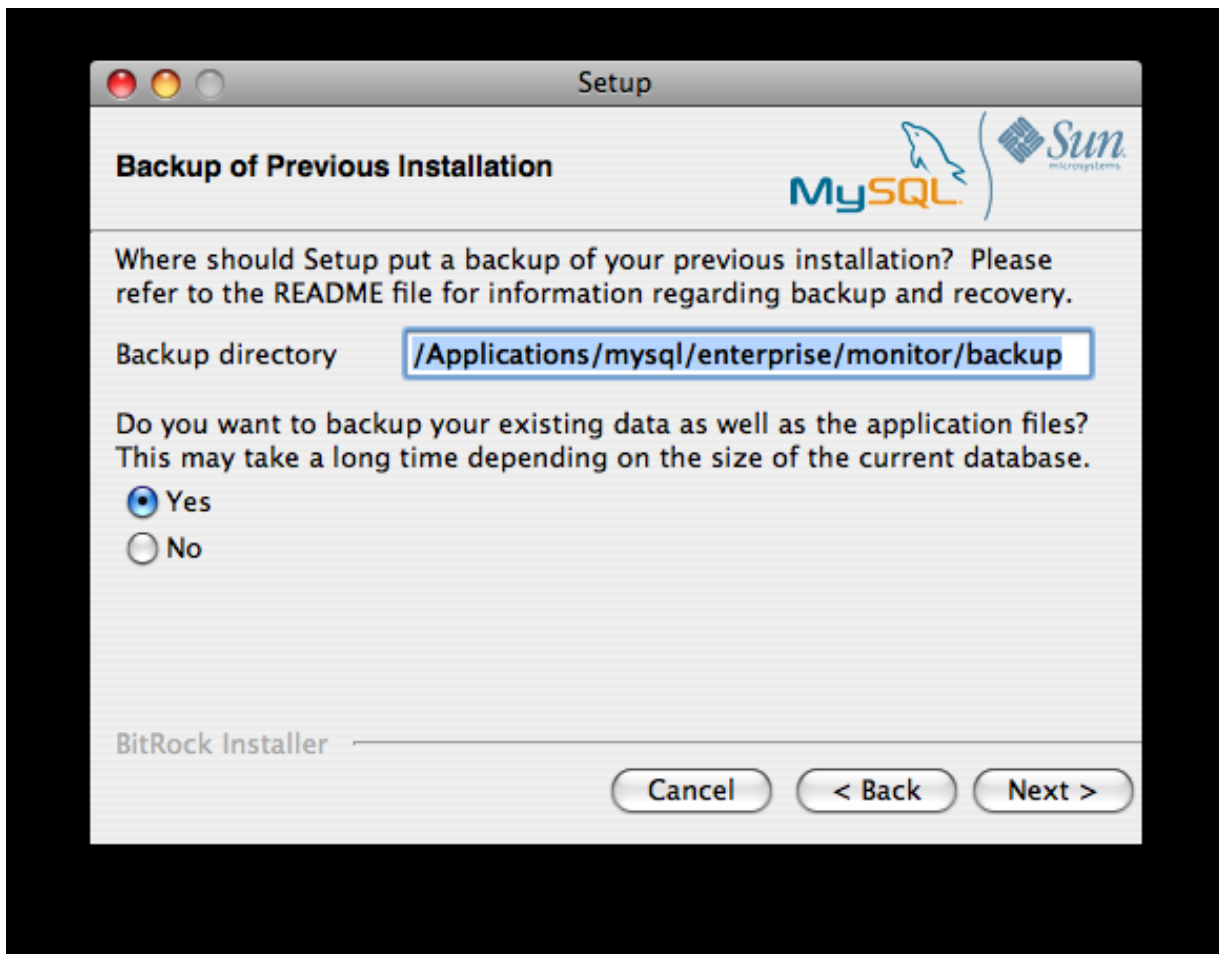 Setup
Backup of Previous Installation
MySQL
Sun
microsystems
Where should Setup put a backup of your previous installation?  Please
refer to the README file for information regarding backup and recovery.
Backup directory /Applications/mysql/enterprise/monitor/backup
Do you want to backup your existing data as well as the application files?
This may take a long time depending on the size of the current database.
Yes
No
BitRock Installer
Cancel < Back Next >